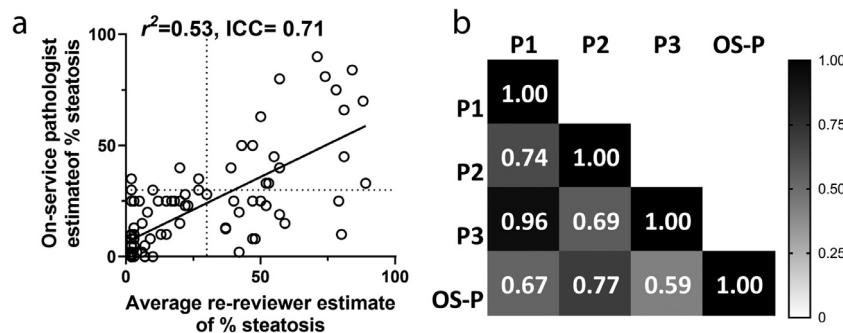 a
r²=0.53, ICC= 0.71
100
50
0
0
50
100
On-service pathologist
estimateof % steatosis
Average re-reviewer estimate
of % steatosis
b
P1 P2 P3 OS-P
P1 1.00
P2 0.74 1.00
P3 0.96 0.69 1.00
OS-P 0.67 0.77 0.59 1.00
1.00
0.75
0.50
0.25
0